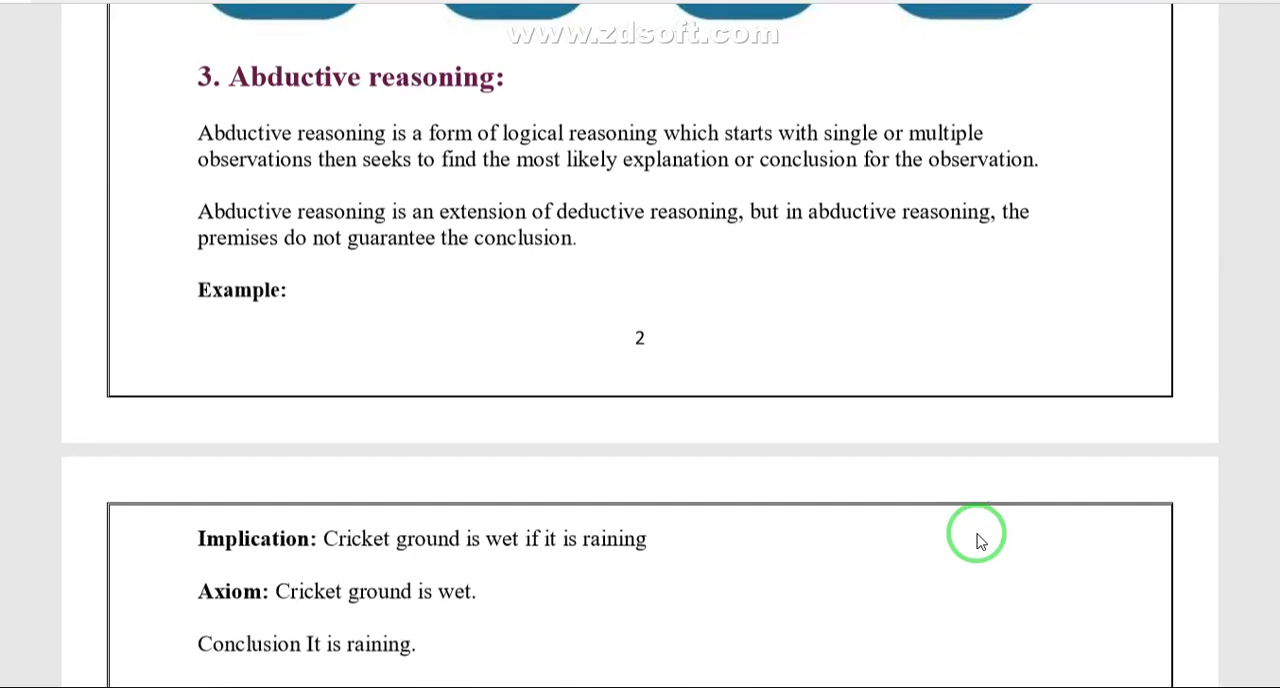 www.zdsoft.com
3. Abductive reasoning:
Abductive reasoning is a form of logical reasoning which starts with single or multiple
observations then seeks to find the most likely explanation or conclusion for the observation.
Abductive reasoning is an extension of deductive reasoning, but in abductive reasoning, the
premises do not guarantee the conclusion.
Example:
2
Implication: Cricket ground is wet if it is raining
Axiom: Cricket ground is wet.
Conclusion It is raining.